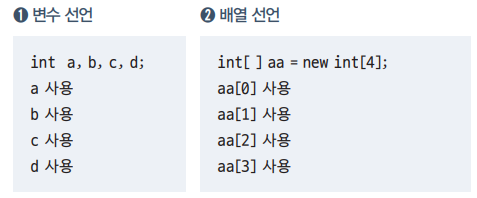 ❶ 변수 선언
int a, b, c, d;
a 사용
b 사용
c 사용
d 사용
❷ 배열 선언
int[ ] aa = new int[4];
aa[0] 사용
aa[1] 사용
aa[2] 사용
aa[3] 사용